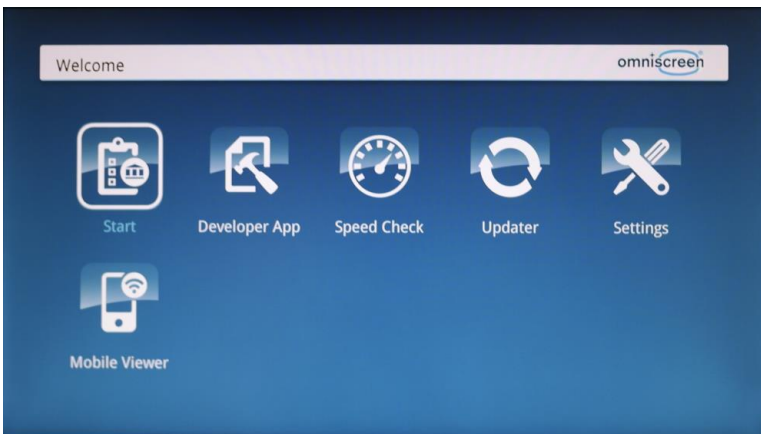 Welcome
omniscreen
Start
Developer App
Speed Check
Updater
Settings
Mobile Viewer